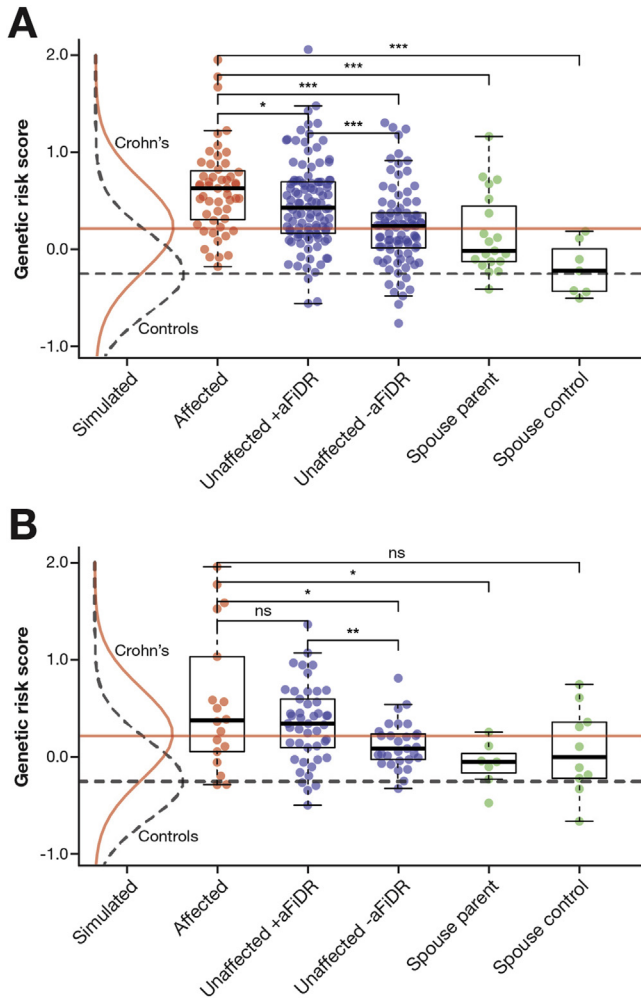 A
Genetic risk score
2.0
1.0
0.0
-1.0
Crohn's
Controls
***
***
***
*
***
Simulated
Affected
Unaffected +aFiDR
Unaffected -aFiDR
Spouse parent
Spouse control
B
Genetic risk score
2.0
1.0
0.0
-1.0
Crohn's
Controls
ns
*
*
ns
**
Simulated
Affected
Unaffected +aFiDR
Unaffected -aFiDR
Spouse parent
Spouse control